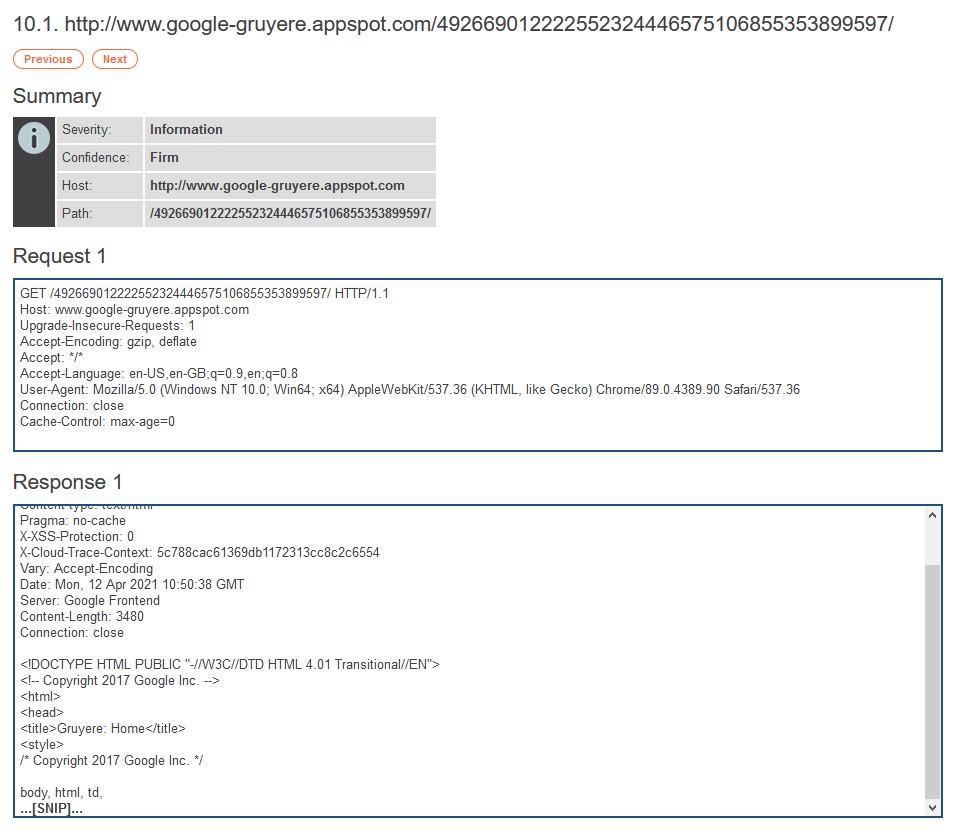 10.1. http://www.google-gruyere.appspot.com/492669012222552324446575106855353899597/
Previous Next
Summary
Severity: Information
Confidence: Firm
Host: http://www.google-gruyere.appspot.com
Path: /492669012222552324446575106855353899597/
Request 1
GET /492669012222552324446575106855353899597/ HTTP/1.1
Host: www.google-gruyere.appspot.com
Upgrade-Insecure-Requests: 1
Accept-Encoding: gzip, deflate
Accept: */*
Accept-Language: en-US,en-GB;q=0.9,en;q=0.8
User-Agent: Mozilla/5.0 (Windows NT 10.0; Win64; x64) AppleWebKit/537.36 (KHTML, like Gecko) Chrome/89.0.4389.90 Safari/537.36
Connection: close
Cache-Control: max-age=0
Response 1
Content-type: text/html
Pragma: no-cache
X-XSS-Protection: 0
X-Cloud-Trace-Context: 5c788cac61369db1172313cc8c2c6554
Vary: Accept-Encoding
Date: Mon, 12 Apr 2021 10:50:38 GMT
Server: Google Frontend
Content-Length: 3480
Connection: close
<!DOCTYPE HTML PUBLIC "-//W3C//DTD HTML 4.01 Transitional//EN">
<!-- Copyright 2017 Google Inc. -->
<html>
<head>
<title>Gruyere: Home</title>
<style>
/* Copyright 2017 Google Inc. */
body, html, td,
...[SNIP]...